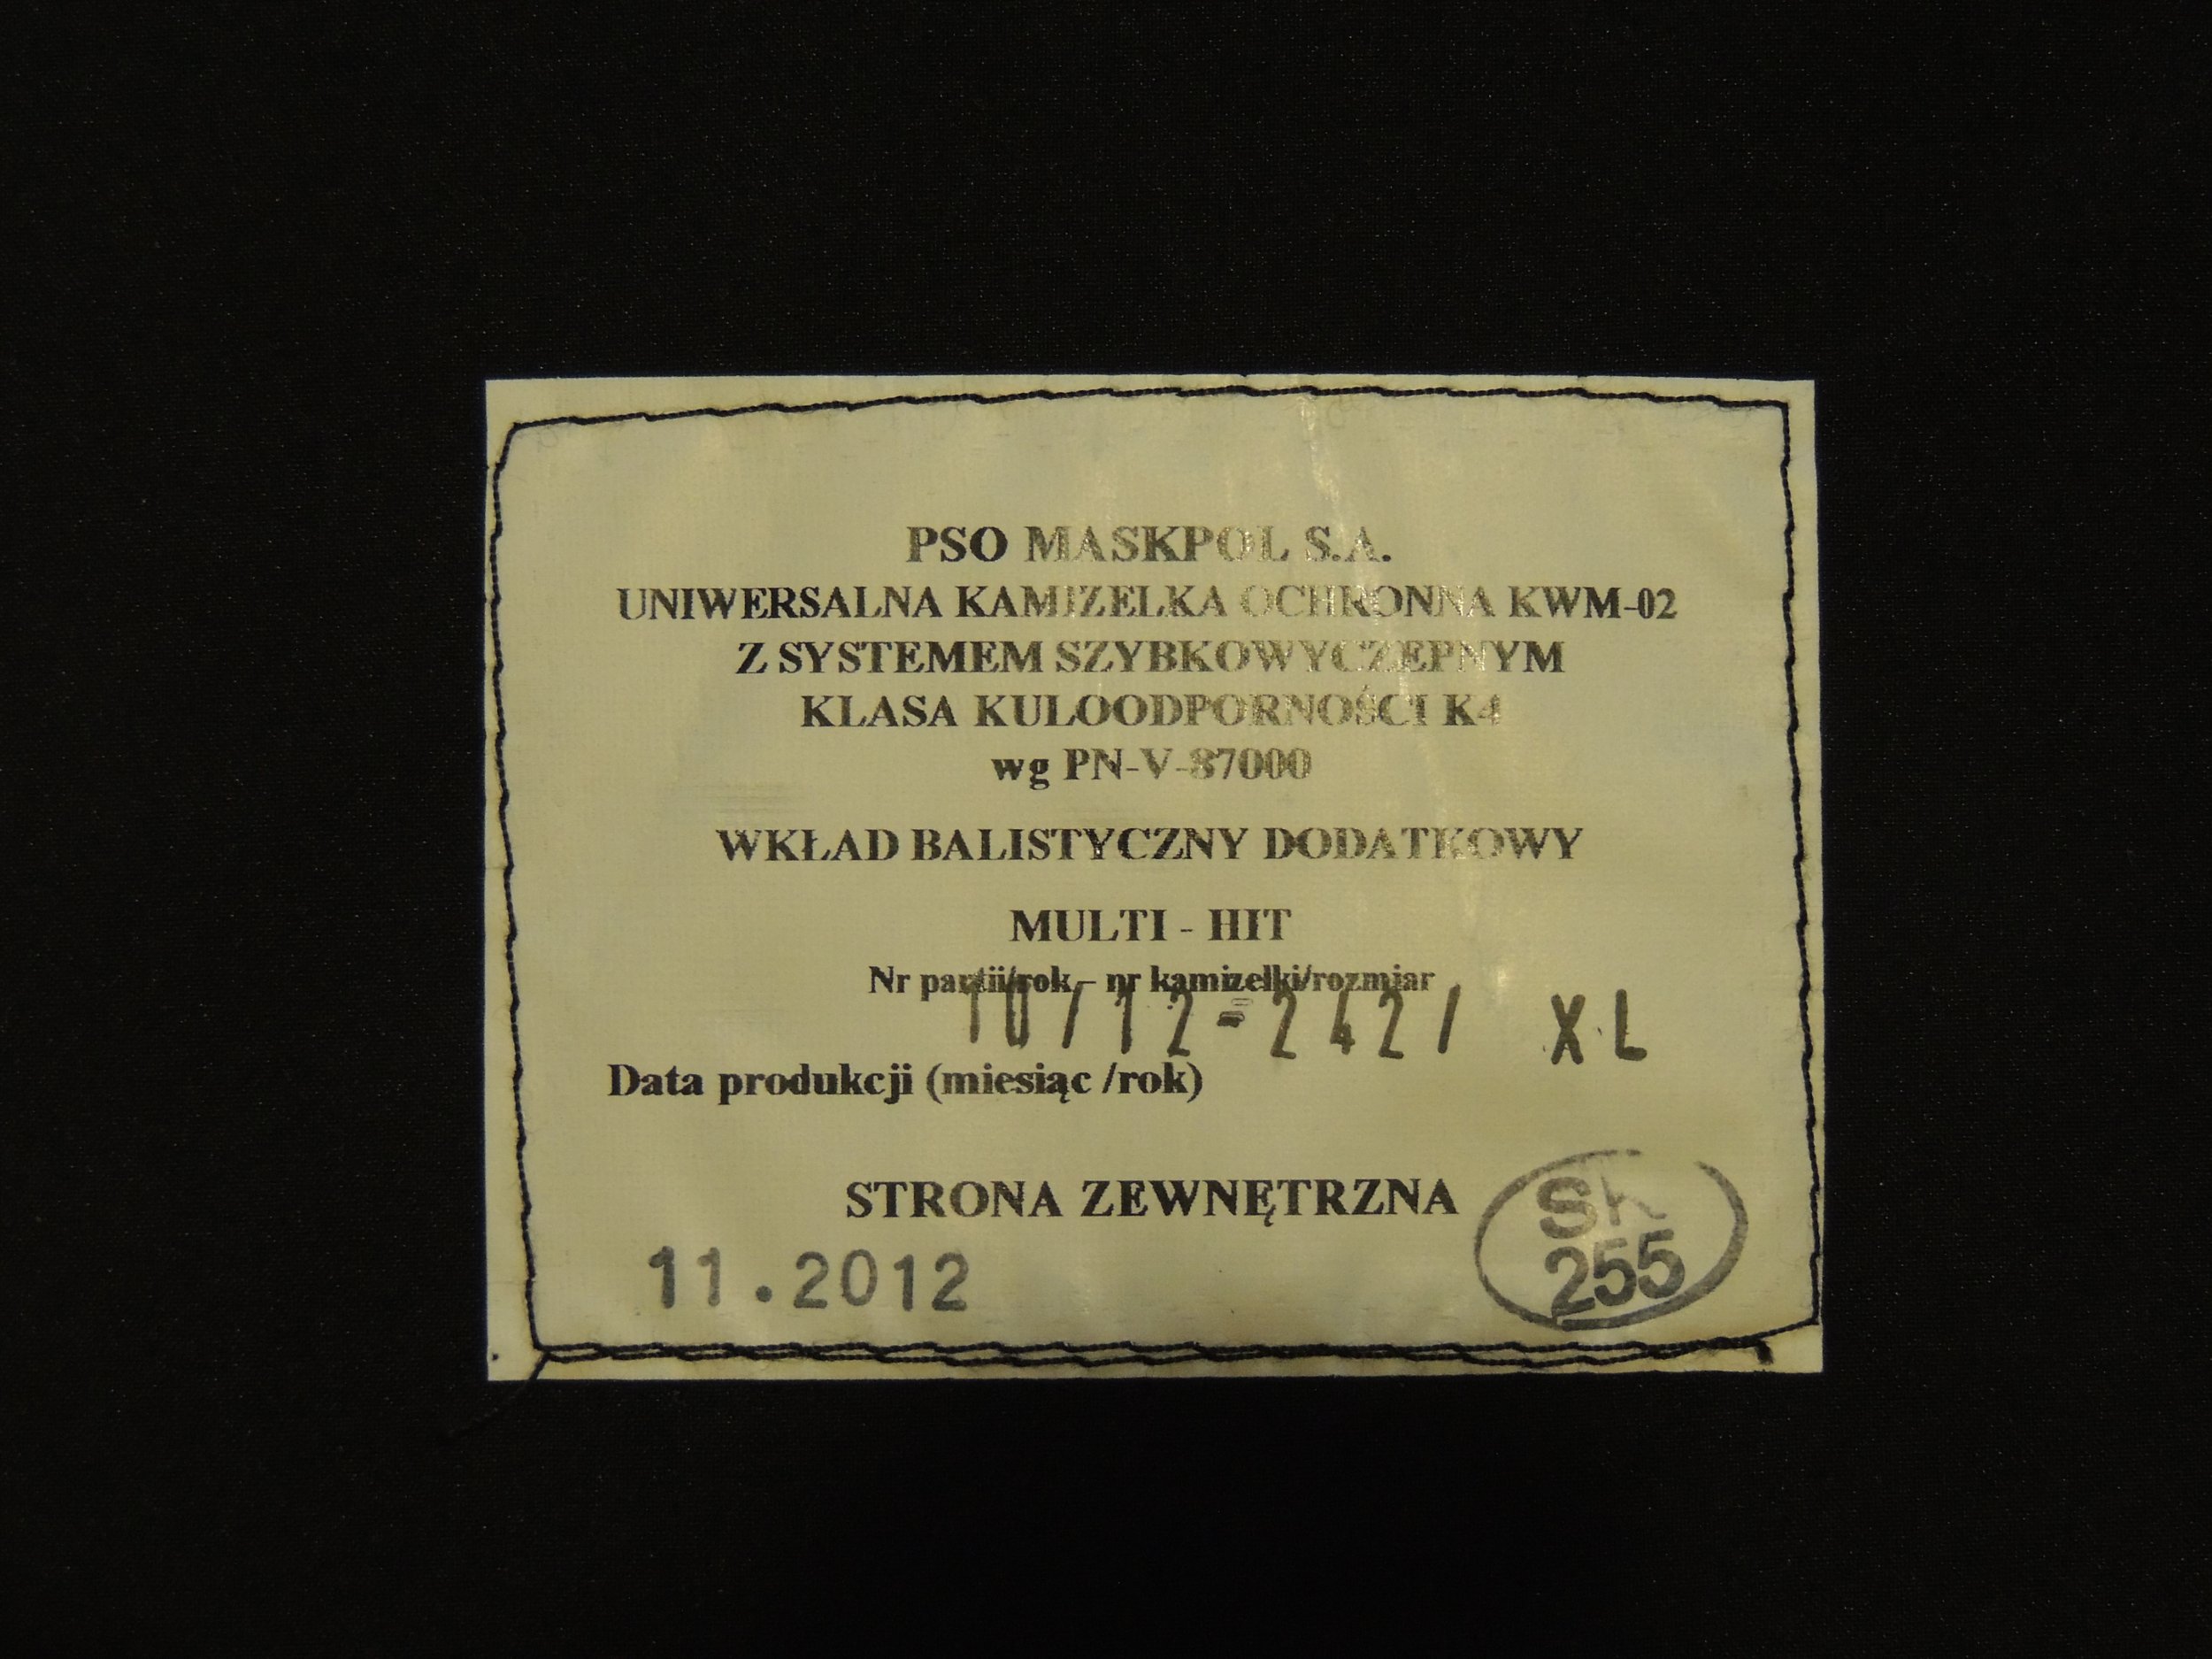 PSO MASKPOL S.A.
UNIWERSALNA KAMIZELKA OCHRONNA KWM-02
Z SYSTEMEM SZYBKOWYCZEPNYM
KLASA KULOODPORNOŚCI K4
wg PN-V-87000
WKŁAD BALISTYCZNY DODATKOWY
MULTI - HIT
Nr partii/rok – nr kamizelki/rozmiar
10/12-242/ XL
Data produkcji (miesiąc /rok)
STRONA ZEWNĘTRZNA
11.2012
SK
255